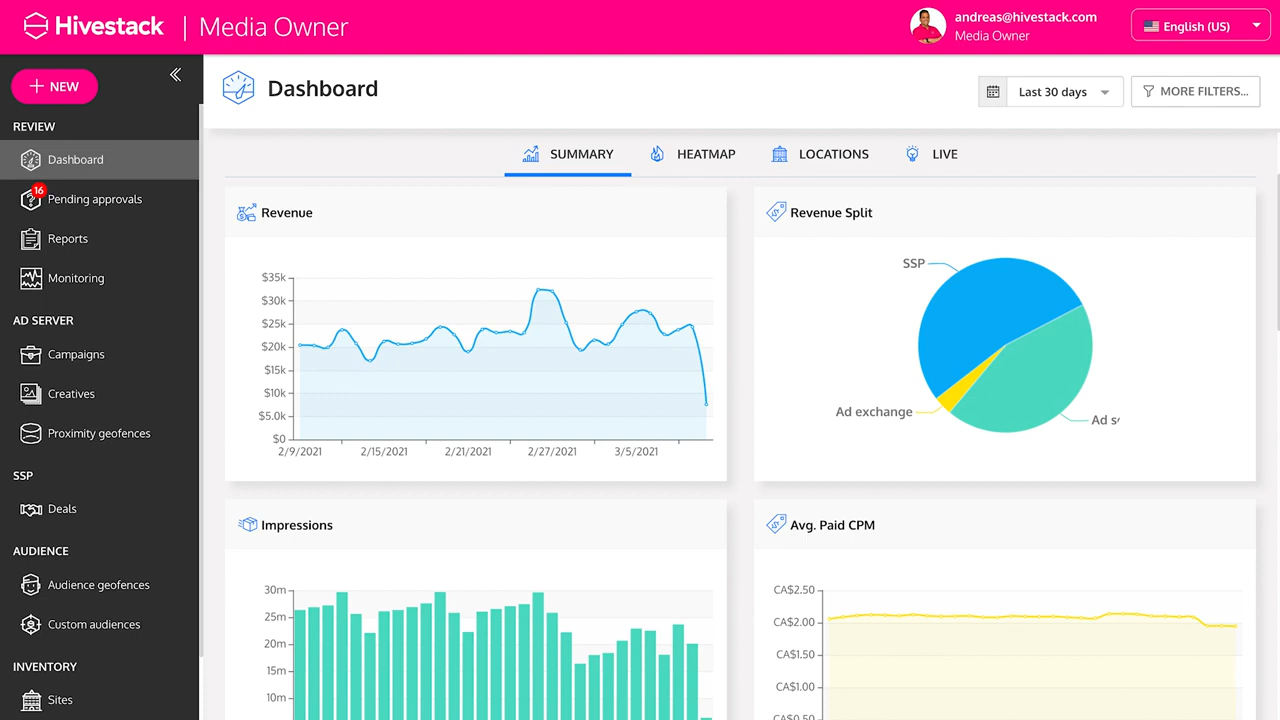 Hivestack | Media Owner
andreas@hivestack.com
Media Owner
English (US)
NEW
REVIEW
Dashboard
16
Pending approvals
Reports
Monitoring
AD SERVER
Campaigns
Creatives
Proximity geofences
SSP
Deals
AUDIENCE
Audience geofences
Custom audiences
INVENTORY
Sites
Dashboard
Last 30 days
MORE FILTERS...
SUMMARY
HEATMAP
LOCATIONS
LIVE
Revenue
$35k
$30k
$25k
$20k
$15k
$10k
$5.0k
$0
2/9/2021
2/15/2021
2/21/2021
2/27/2021
3/5/2021
Revenue Split
SSP
Ad exchange
Ad
Impressions
30m
25m
20m
15m
10m
Avg. Paid CPM
CA$2.50
CA$2.00
CA$1.50
CA$1.00
CA$0.50